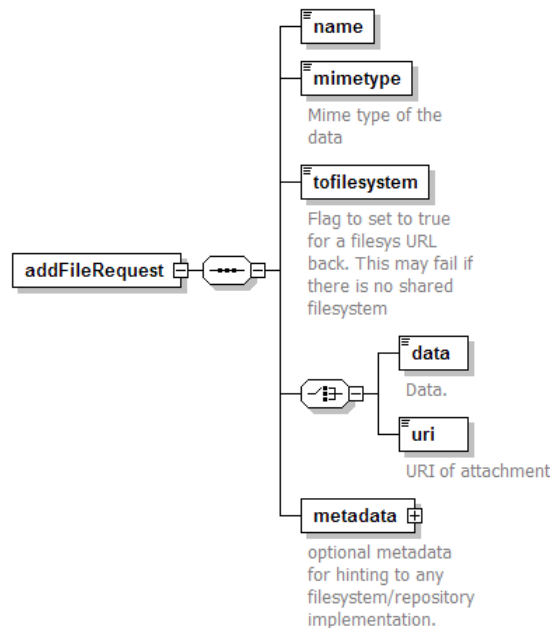 name
mimetype
Mime type of the
data
tofilesystem
Flag to set to true
for a filesys URL
back. This may fail if
there is no shared
filesystem
addFileRequest
data
Data.
uri
URI of attachment
metadata
optional metadata
for hinting to any
filesystem/repository
implementation.